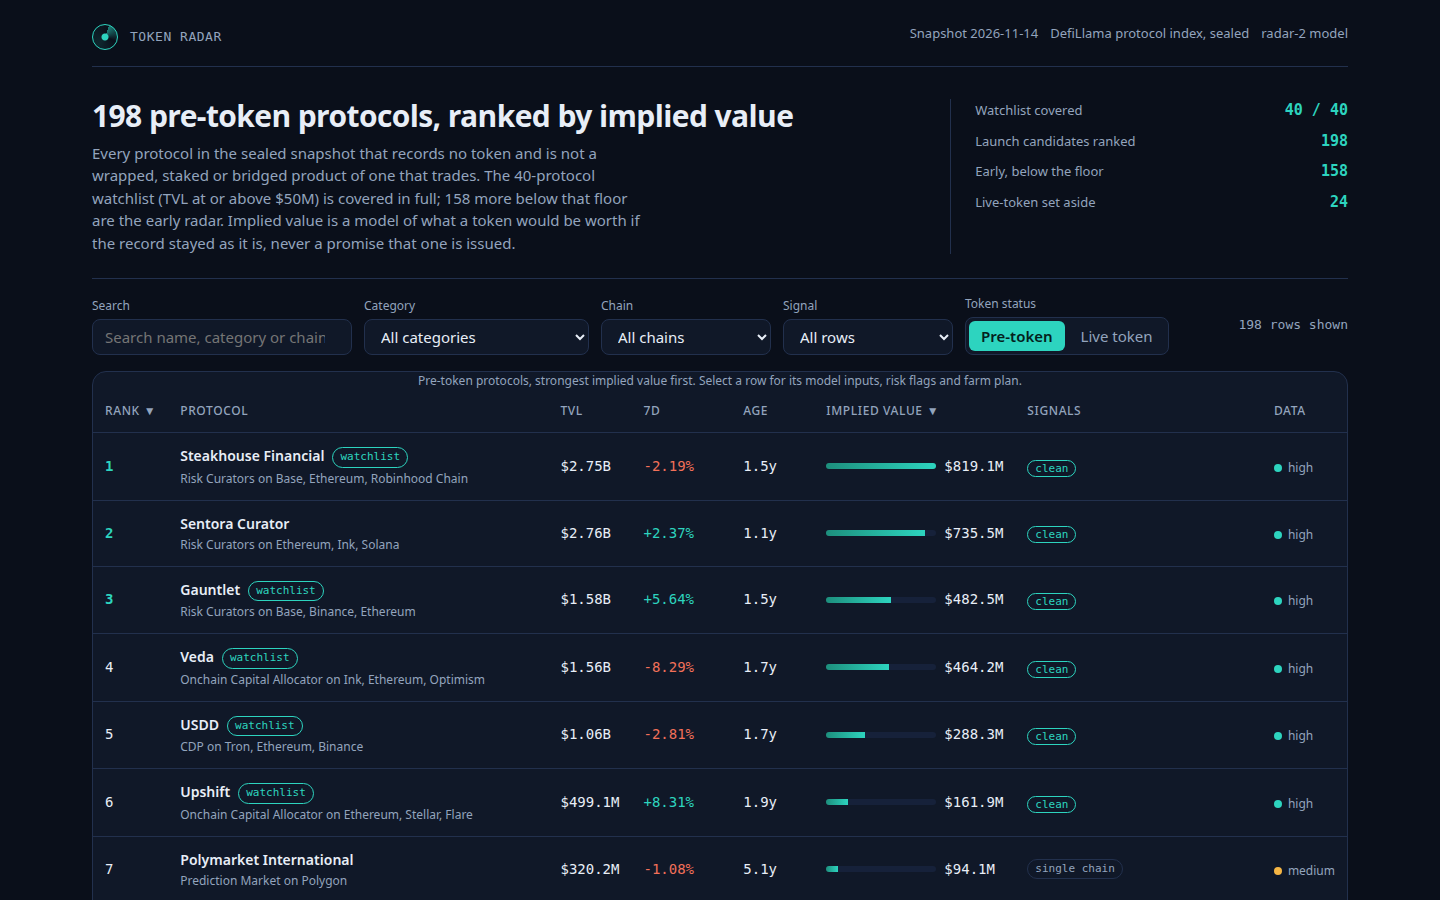 TOKEN RADAR
Snapshot 2026-11-14 DefiLlama protocol index, sealed radar-2 model
198 pre-token protocols, ranked by implied value
Every protocol in the sealed snapshot that records no token and is not a
wrapped, staked or bridged product of one that trades. The 40-protocol
watchlist (TVL at or above $50M) is covered in full; 158 more below that floor
are the early radar. Implied value is a model of what a token would be worth if
the record stayed as it is, never a promise that one is issued.
Watchlist covered 40 / 40
Launch candidates ranked 198
Early, below the floor 158
Live-token set aside 24
Search Category Chain Signal Token status
Search name, category or chain All categories All chains All rows Pre-token Live token 198 rows shown
Pre-token protocols, strongest implied value first. Select a row for its model inputs, risk flags and farm plan.
RANK ▼ PROTOCOL TVL 7D AGE IMPLIED VALUE ▼ SIGNALS DATA
1 Steakhouse Financial watchlist $2.75B -2.19% 1.5y $819.1M clean high
Risk Curators on Base, Ethereum, Robinhood Chain
2 Sentora Curator $2.76B +2.37% 1.1y $735.5M clean high
Risk Curators on Ethereum, Ink, Solana
3 Gauntlet watchlist $1.58B +5.64% 1.5y $482.5M clean high
Risk Curators on Base, Binance, Ethereum
4 Veda watchlist $1.56B -8.29% 1.7y $464.2M clean high
Onchain Capital Allocator on Ink, Ethereum, Optimism
5 USDD watchlist $1.06B -2.81% 1.7y $288.3M clean high
CDP on Tron, Ethereum, Binance
6 Upshift watchlist $499.1M +8.31% 1.9y $161.9M clean high
Onchain Capital Allocator on Ethereum, Stellar, Flare
7 Polymarket International $320.2M -1.08% 5.1y $94.1M single chain medium
Prediction Market on Polygon